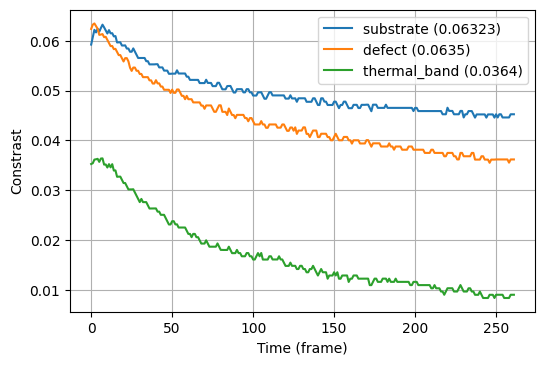 substrate (0.06323)
defect (0.0635)
thermal_band (0.0364)
Constrast
0.06
0.05
0.04
0.03
0.02
0.01
0 50 100 150 200 250
Time (frame)